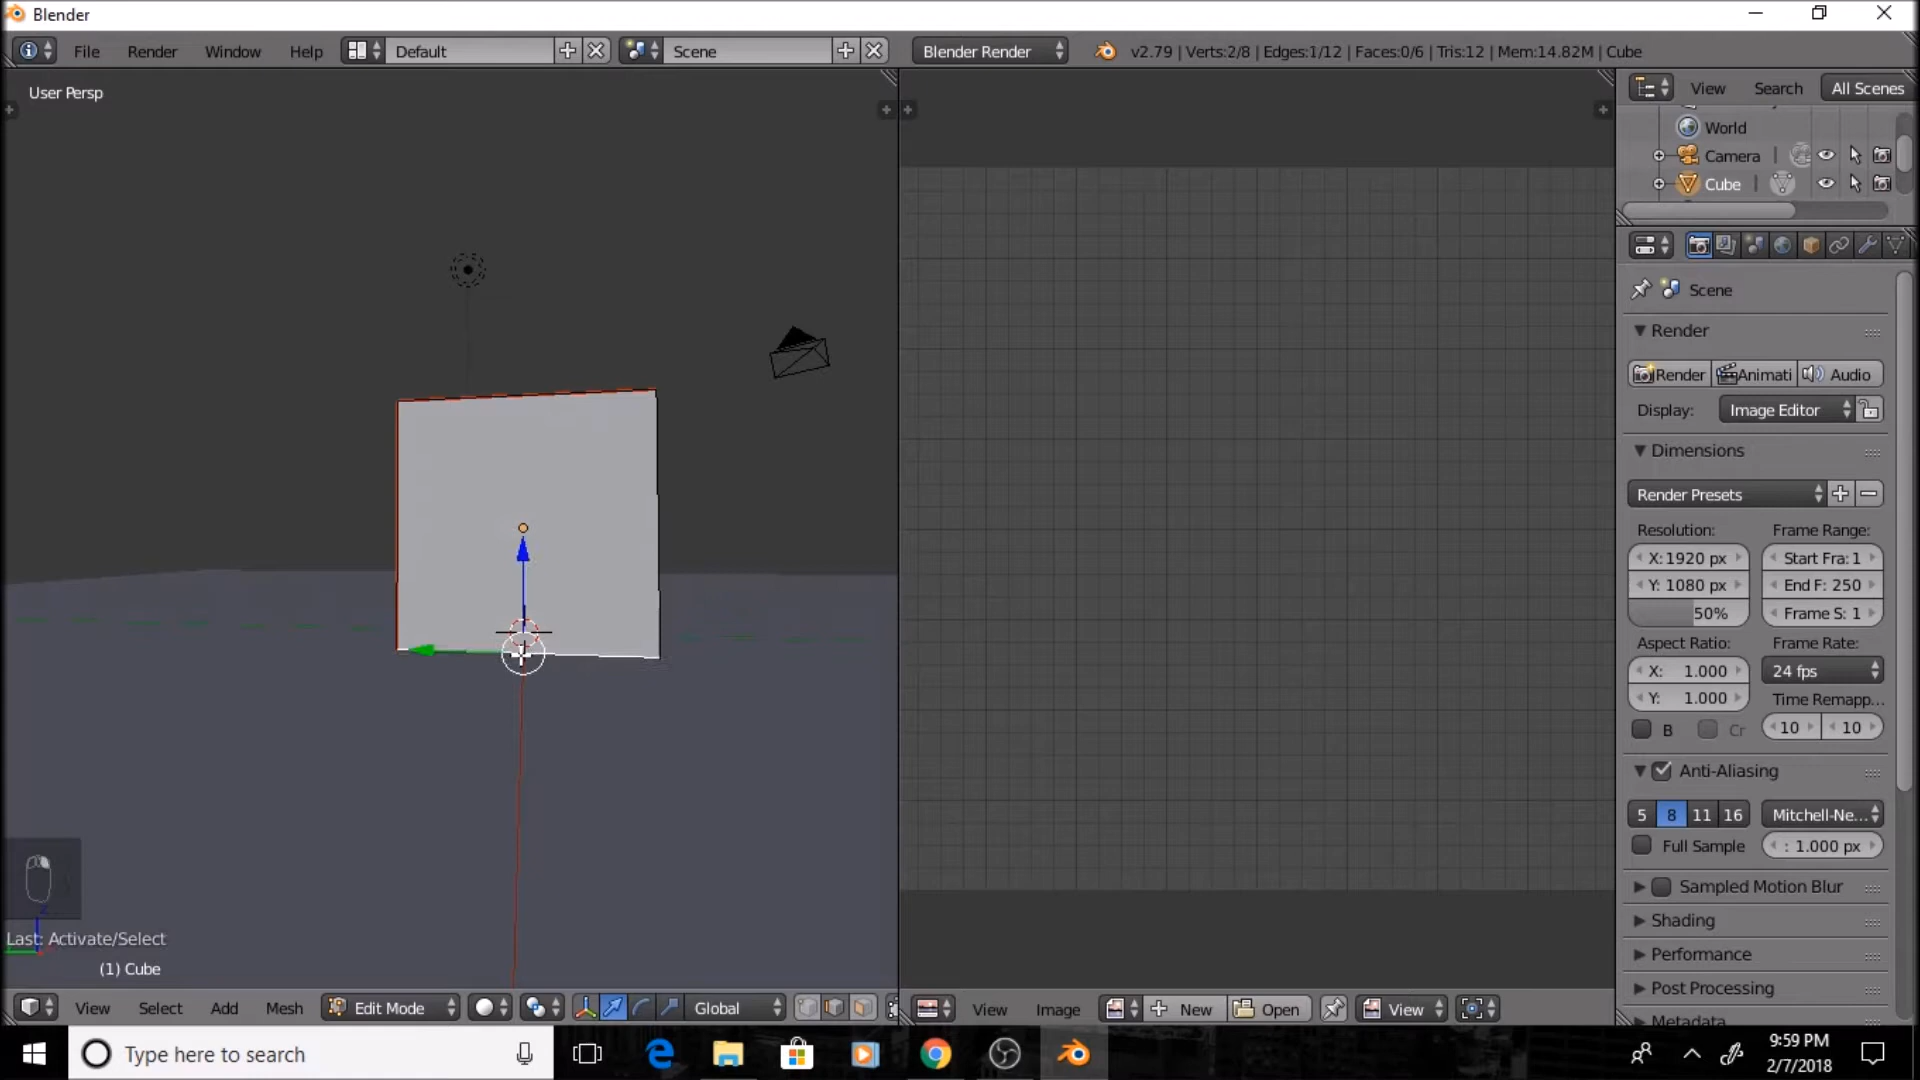 Blender
File Render Window Help Default Scene Blender Render v2.79 | Verts:2/8 | Edges:1/12 | Faces:0/6 | Tris:12 | Mem:14.82M | Cube
User Persp
View Search All Scenes
World
Camera
Cube
Scene
Render
Render Animati Audio
Display: Image Editor
Dimensions
Render Presets
Resolution: Frame Range:
X: 1920 px Start Fra: 1
Y: 1080 px End F: 250
50% Frame S: 1
Aspect Ratio: Frame Rate:
X: 1.000 24 fps
Y: 1.000 Time Remapp...
B Cr 10 10
Anti-Aliasing
5 8 11 16 Mitchell-Ne...
Full Sample : 1.000 px
Sampled Motion Blur
Shading
Performance
Post Processing
Metadata
Last: Activate/Select
(1) Cube
View Select Add Mesh Edit Mode Global
View Image New Open View
Type here to search
9:59 PM
2/7/2018